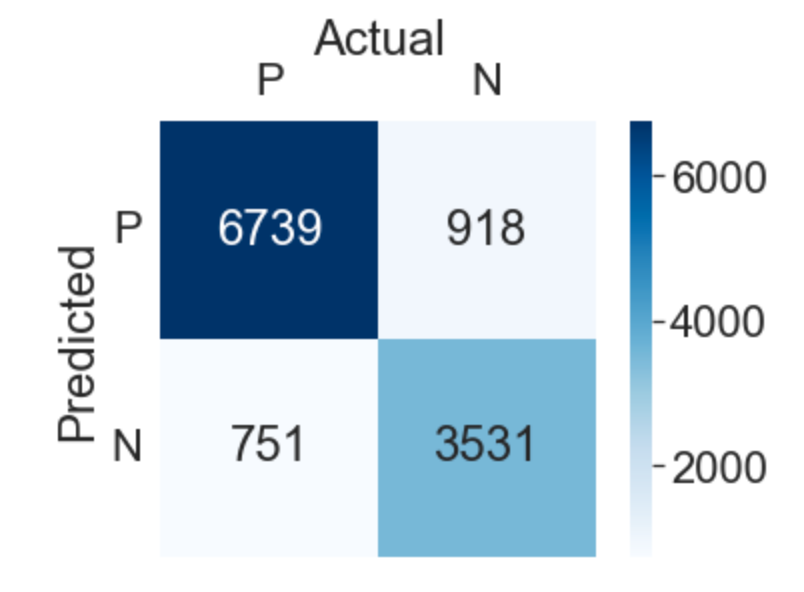 Actual
P N
P 6739 918
Predicted
N 751 3531
6000
4000
2000